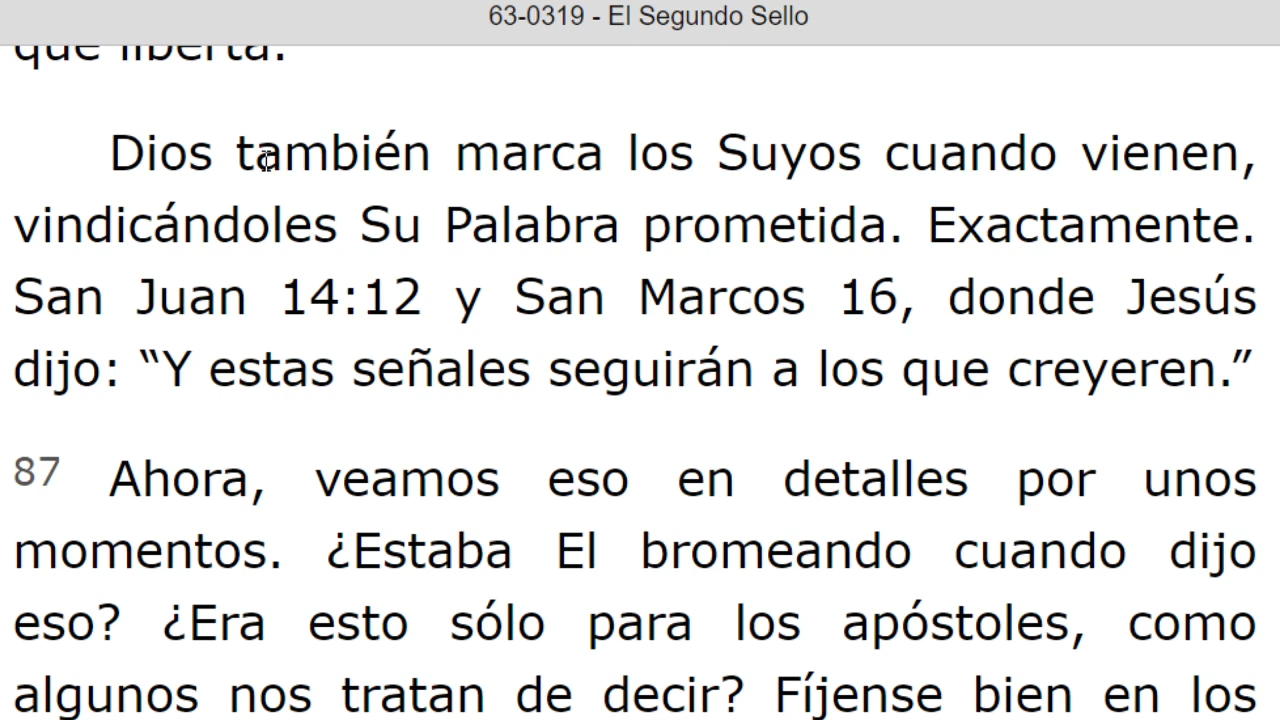 63-0319 - El Segundo Sello
que liberta.
Dios también marca los Suyos cuando vienen,
vindicándoles Su Palabra prometida. Exactamente.
San Juan 14:12 y San Marcos 16, donde Jesús
dijo: “Y estas señales seguirán a los que creyeren.”
87 Ahora, veamos eso en detalles por unos
momentos. ¿Estaba El bromeando cuando dijo
eso? ¿Era esto sólo para los apóstoles, como
algunos nos tratan de decir? Fíjense bien en los